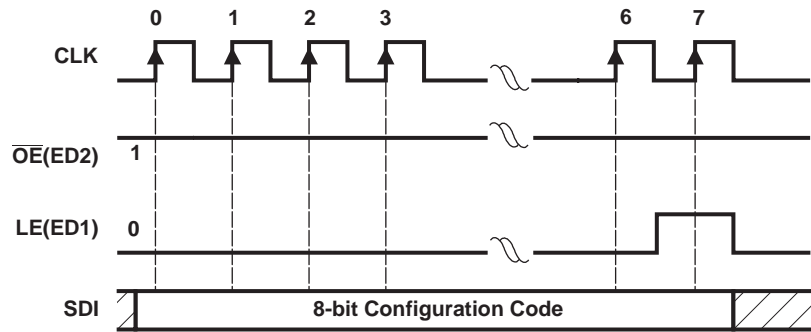 0 1 2 3 6 7
CLK
OE(ED2) 1
LE(ED1) 0
SDI 8-bit Configuration Code